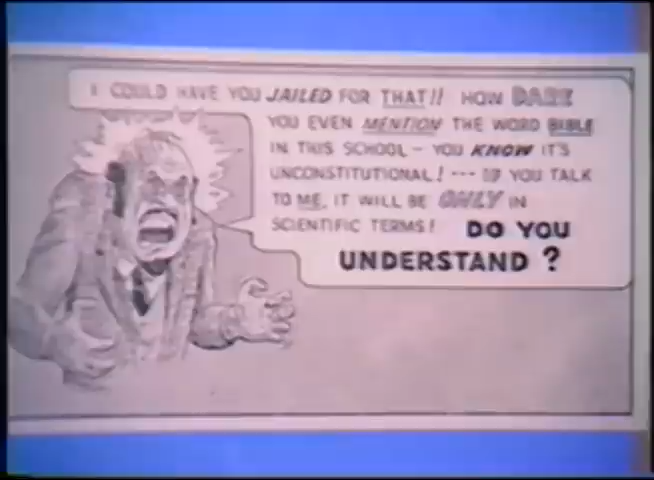 I COULD HAVE YOU JAILED FOR THAT!! HOW DARE
YOU EVEN MENTION THE WORD BIBLE
IN THIS SCHOOL - YOU KNOW IT'S
UNCONSTITUTIONAL! --- IF YOU TALK
TO ME, IT WILL BE ONLY IN
SCIENTIFIC TERMS! DO YOU
UNDERSTAND ?